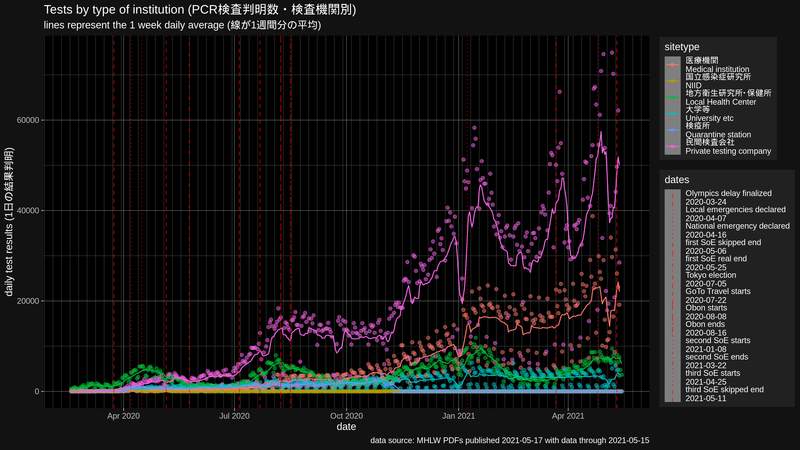 Tests by type of institution (PCR検査判明数・検査機関別)
lines represent the 1 week daily average (線が1週間分の平均)
daily test results (1日の結果判明)
60000
40000
20000
0
Apr 2020
Jul 2020
Oct 2020
Jan 2021
Apr 2021
date
sitetype
医療機関
Medical institution
国立感染症研究所
NIID
地方衛生研究所･保健所
Local Health Center
大学等
University etc
検疫所
Quarantine station
民間検査会社
Private testing company
dates
Olympics delay finalized
2020-03-24
Local emergencies declared
2020-04-07
National emergency declared
2020-04-16
first SoE skipped end
2020-05-06
first SoE real end
2020-05-25
Tokyo election
2020-07-05
GoTo Travel starts
2020-07-22
Obon starts
2020-08-08
Obon ends
2020-08-16
second SoE starts
2021-01-08
second SoE ends
2021-03-22
third SoE starts
2021-04-25
third SoE skipped end
2021-05-11
data source: MHLW PDFs published 2021-05-17 with data through 2021-05-15